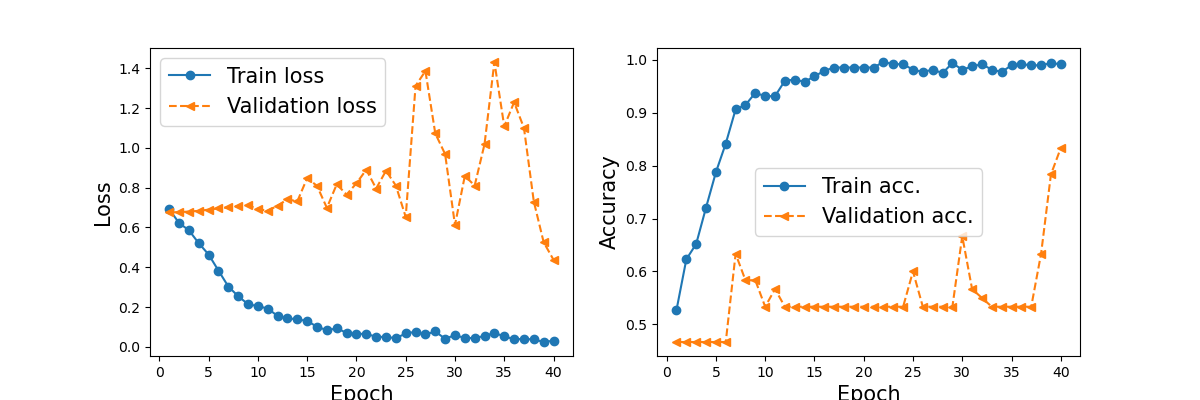 Train loss
Validation loss
Loss
1.4
1.2
1.0
0.8
0.6
0.4
0.2
0.0
0 5 10 15 20 25 30 35 40
Epoch
Train acc.
Validation acc.
Accuracy
1.0
0.9
0.8
0.7
0.6
0.5
0 5 10 15 20 25 30 35 40
Epoch